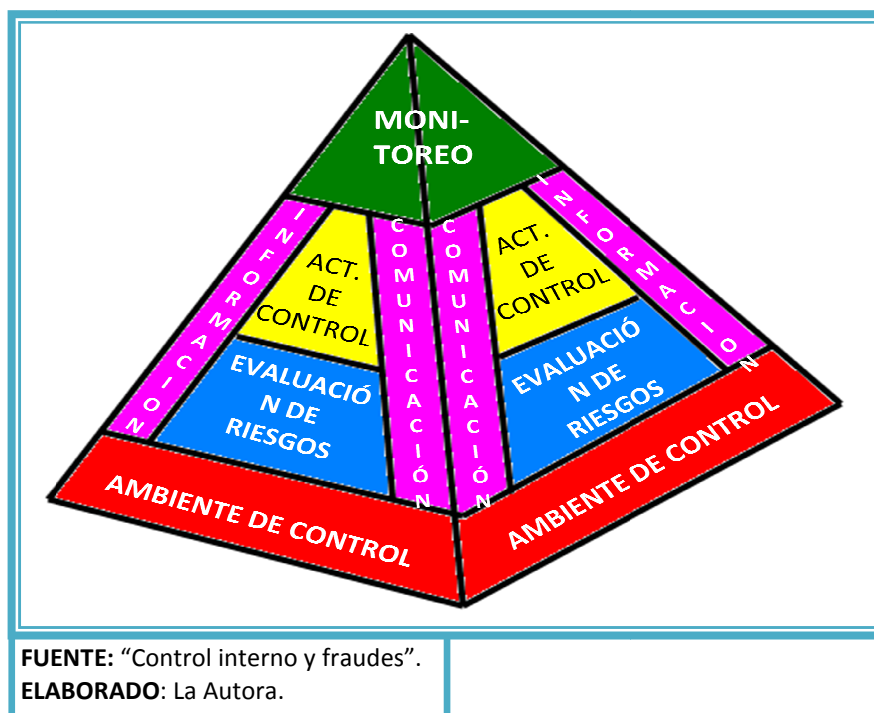 MONI-
TOREO
INFORMACION
ACT.
DE
CONTROL
COMUNICACIÓN
COMUNICACIÓN
ACT.
DE
CONTROL
INFORMACION
EVALUACIÓ
N DE
RIESGOS
EVALUACIÓ
N DE
RIESGOS
AMBIENTE DE CONTROL
AMBIENTE DE CONTROL
FUENTE: “Control interno y fraudes”.
ELABORADO: La Autora.